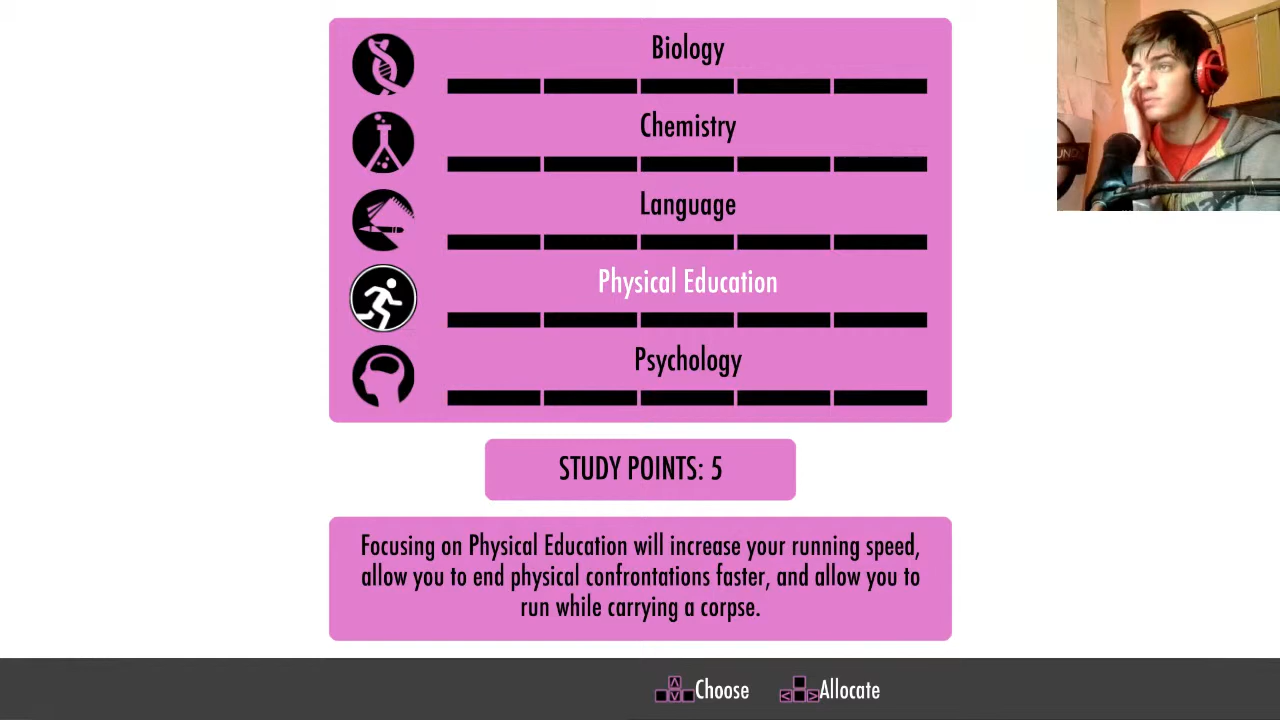 Biology
Chemistry
Language
Physical Education
Psychology
STUDY POINTS: 5
Focusing on Physical Education will increase your running speed,
allow you to end physical confrontations faster, and allow you to
run while carrying a corpse.
Choose
Allocate